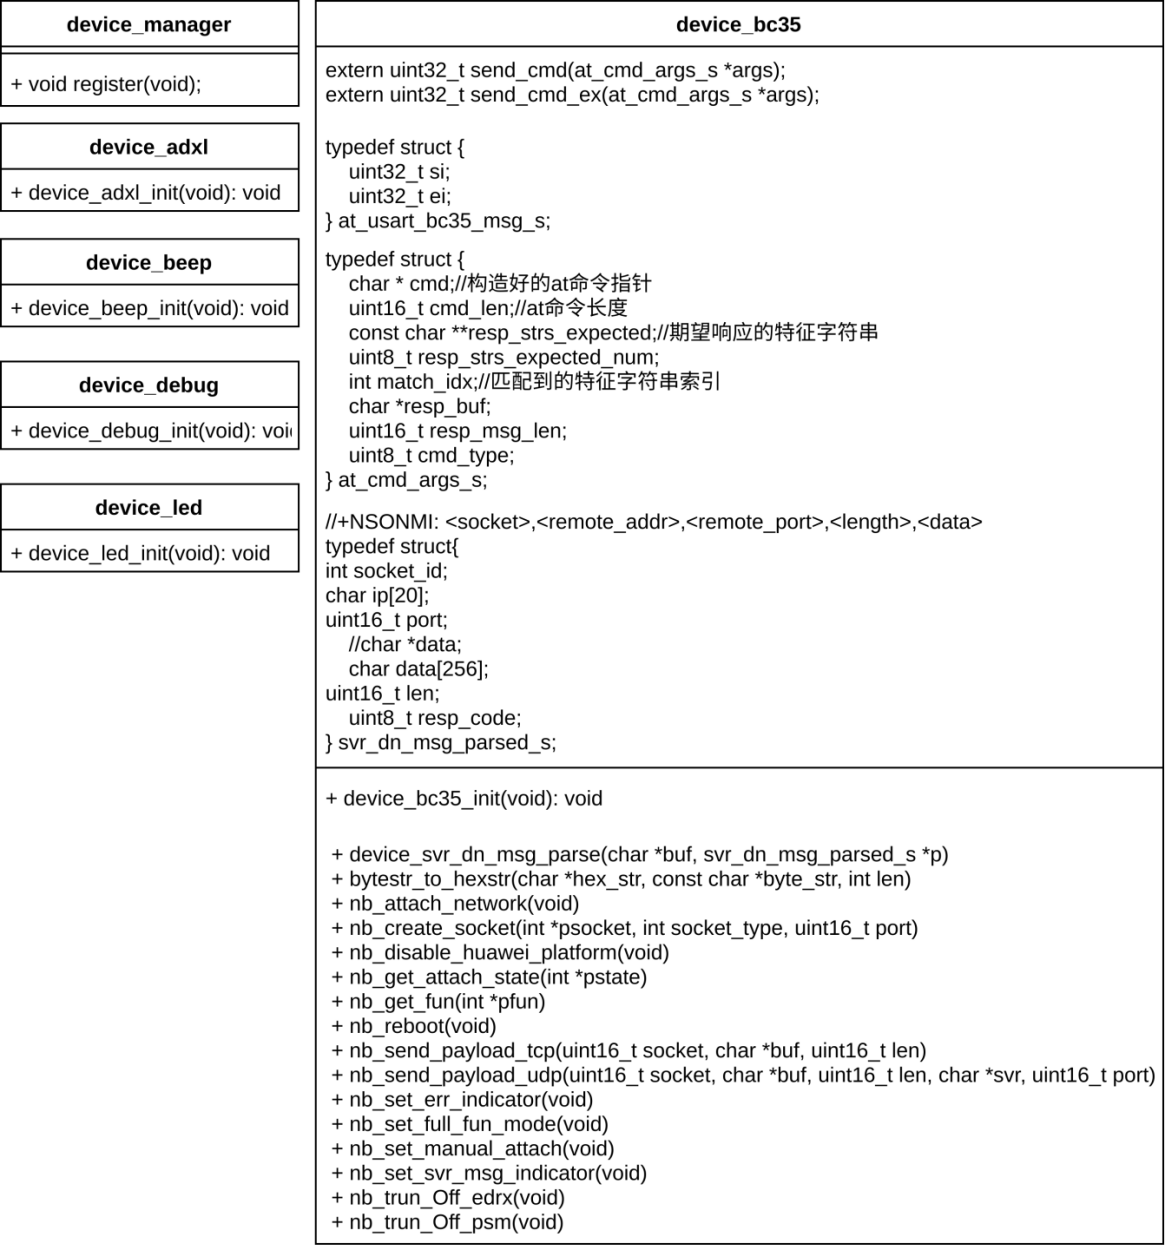 device_manager
+ void register(void);
device_adxl
+ device_adxl_init(void): void
device_beep
+ device_beep_init(void): void
device_debug
+ device_debug_init(void): voi
device_led
+ device_led_init(void): void
device_bc35
extern uint32_t send_cmd(at_cmd_args_s *args);
extern uint32_t send_cmd_ex(at_cmd_args_s *args);
typedef struct {
uint32_t si;
uint32_t ei;
} at_usart_bc35_msg_s;
typedef struct {
char * cmd;//构造好的at命令指针
uint16_t cmd_len;//at命令长度
const char **resp_strs_expected;//期望响应的特征字符串
uint8_t resp_strs_expected_num;
int match_idx;//匹配到的特征字符串索引
char *resp_buf;
uint16_t resp_msg_len;
uint8_t cmd_type;
} at_cmd_args_s;
//+NSONMI: <socket>,<remote_addr>,<remote_port>,<length>,<data>
typedef struct{
int socket_id;
char ip[20];
uint16_t port;
//char *data;
char data[256];
uint16_t len;
uint8_t resp_code;
} svr_dn_msg_parsed_s;
+ device_bc35_init(void): void
+ device_svr_dn_msg_parse(char *buf, svr_dn_msg_parsed_s *p)
+ bytestr_to_hexstr(char *hex_str, const char *byte_str, int len)
+ nb_attach_network(void)
+ nb_create_socket(int *psocket, int socket_type, uint16_t port)
+ nb_disable_huawei_platform(void)
+ nb_get_attach_state(int *pstate)
+ nb_get_fun(int *pfun)
+ nb_reboot(void)
+ nb_send_payload_tcp(uint16_t socket, char *buf, uint16_t len)
+ nb_send_payload_udp(uint16_t socket, char *buf, uint16_t len, char *svr, uint16_t port)
+ nb_set_err_indicator(void)
+ nb_set_full_fun_mode(void)
+ nb_set_manual_attach(void)
+ nb_set_svr_msg_indicator(void)
+ nb_trun_Off_edrx(void)
+ nb_trun_Off_psm(void)